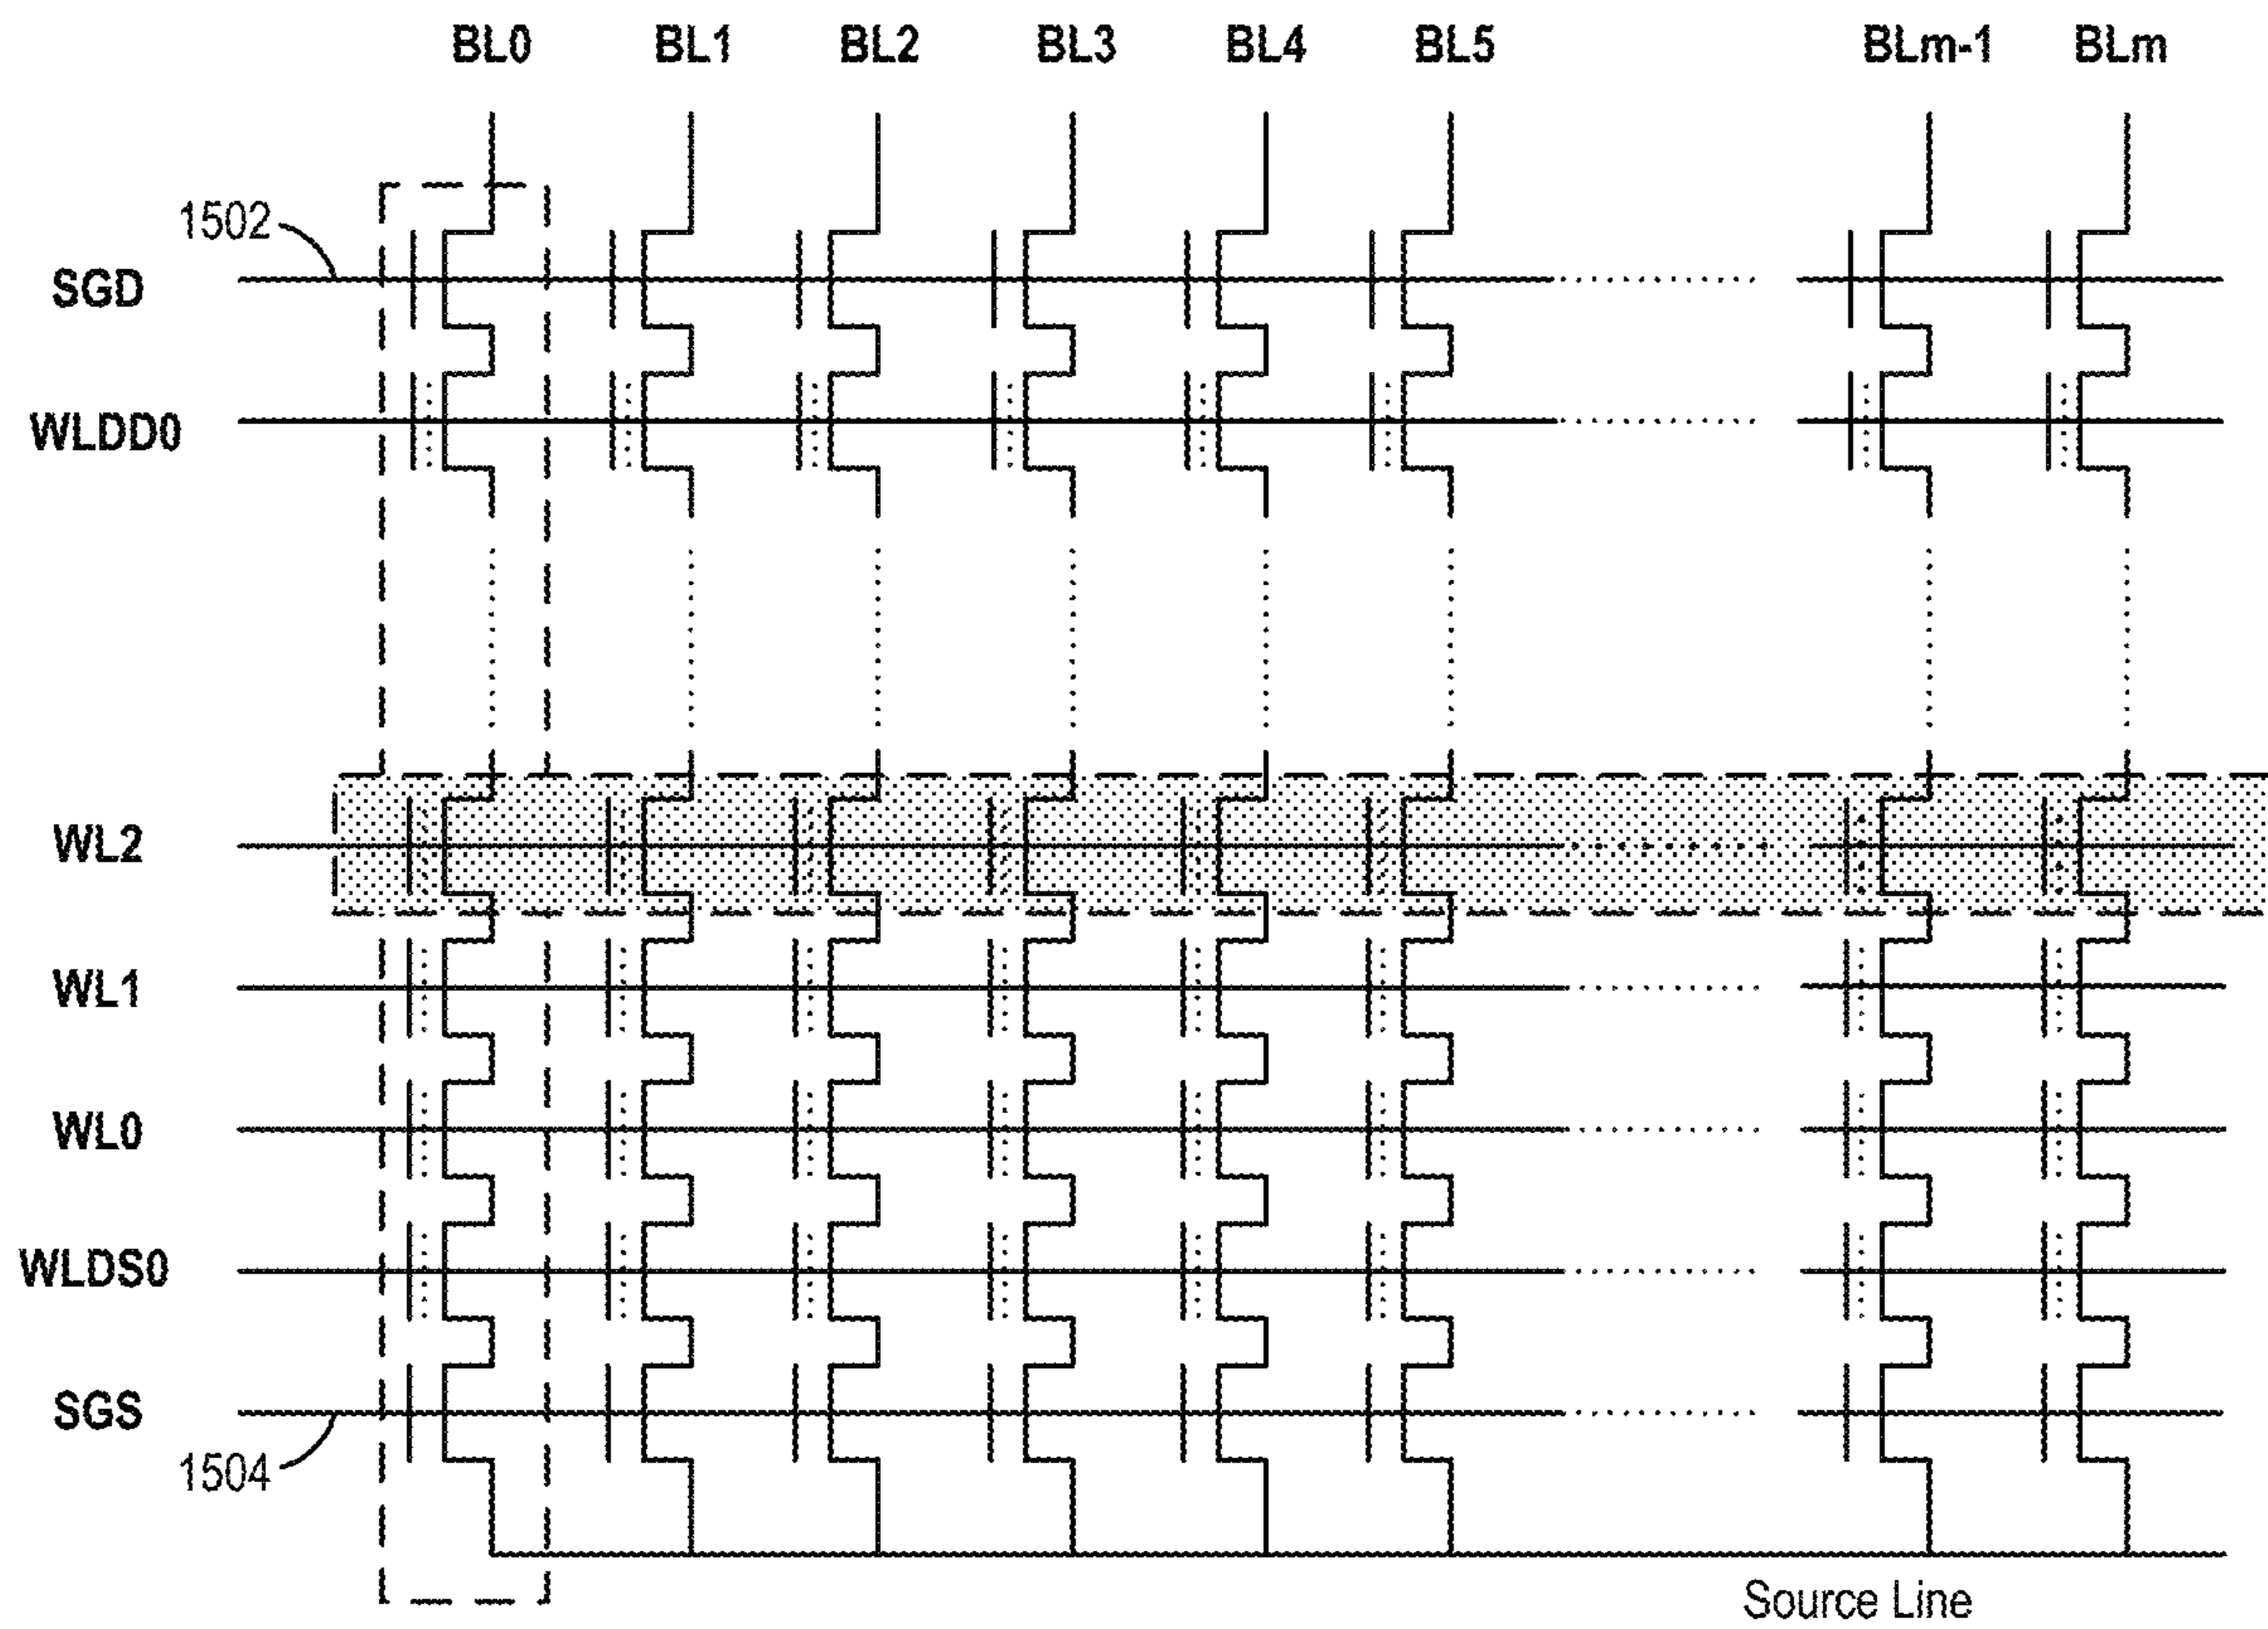 BL0 BL1 BL2 BL3 BL4 BL5 BLm-1 BLm
1502
SGD
WLDD0
WL2
WL1
WL0
WLDS0
SGS
1504
Source Line